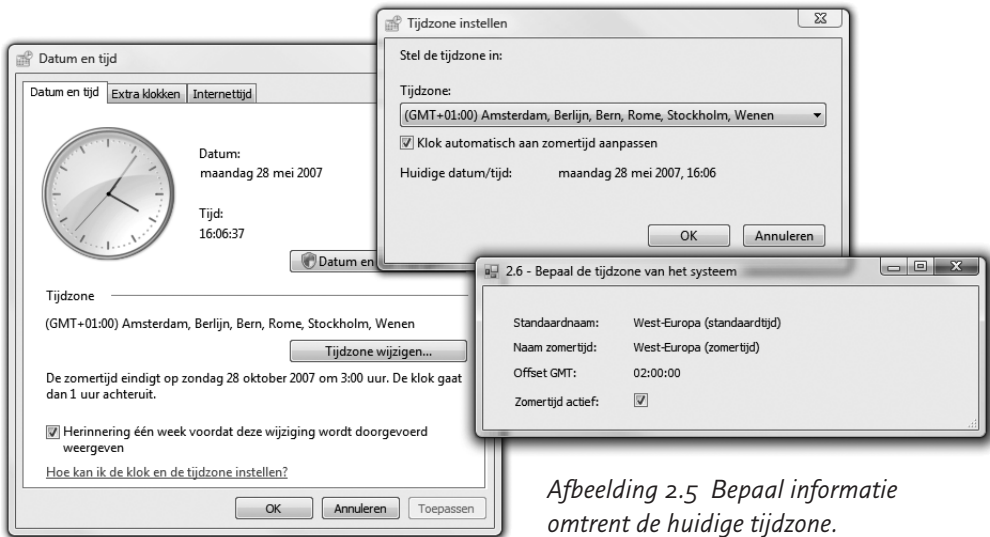 Datum en tijd
Datum en tijd
Extra klokken
Internettijd
Datum:
maandag 28 mei 2007
Tijd:
16:06:37
Datum en
Tijdzone
(GMT+01:00) Amsterdam, Berlijn, Bern, Rome, Stockholm, Wenen
Tijdzone wijzigen...
De zomertijd eindigt op zondag 28 oktober 2007 om 3:00 uur. De klok gaat
dan 1 uur achteruit.
Herinnering één week voordat deze wijziging wordt doorgevoerd
weergeven
Hoe kan ik de klok en de tijdzone instellen?
OK
Annuleren
Toepassen
Tijdzone instellen
Stel de tijdzone in:
Tijdzone:
(GMT+01:00) Amsterdam, Berlijn, Bern, Rome, Stockholm, Wenen
Klok automatisch aan zomertijd aanpassen
Huidige datum/tijd: maandag 28 mei 2007, 16:06
OK
Annuleren
2.6 - Bepaal de tijdzone van het systeem
Standaardnaam: West-Europa (standaardtijd)
Naam zomertijd: West-Europa (zomertijd)
Offset GMT: 02:00:00
Zomertijd actief:
Afbeelding 2.5 Bepaal informatie
omtrent de huidige tijdzone.